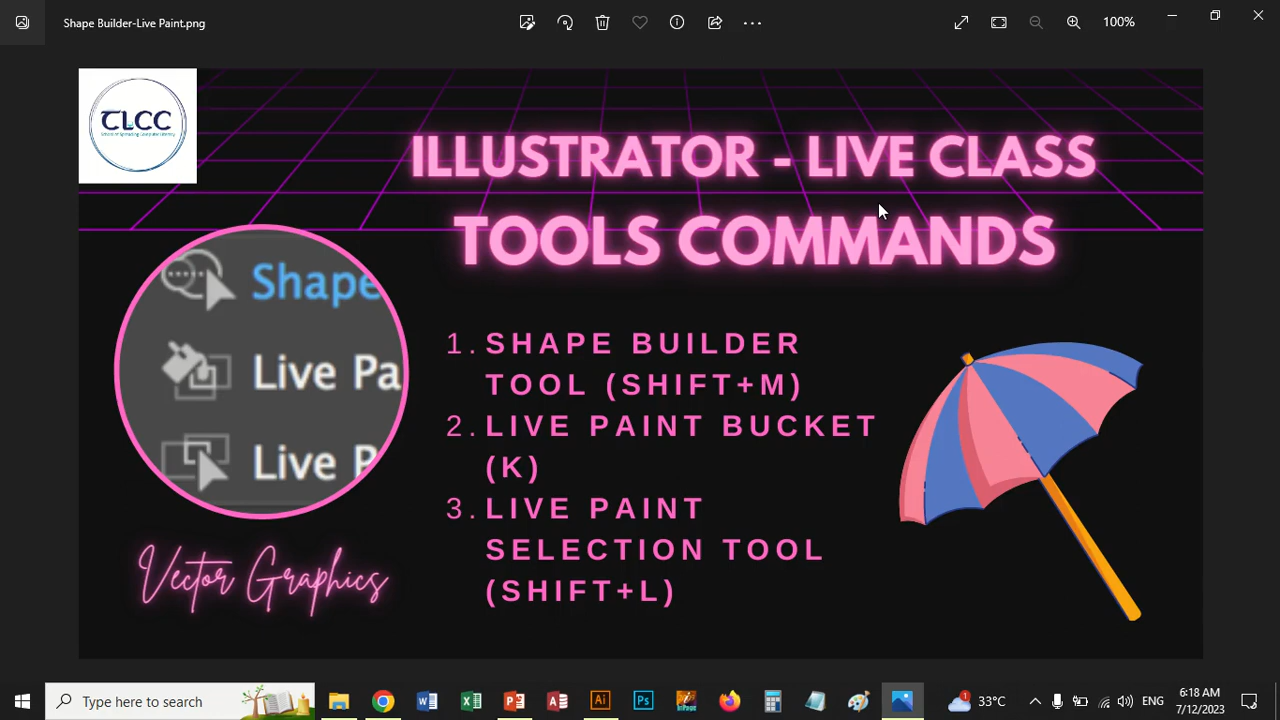 Shape Builder-Live Paint.png
100%
CLCC
ILLUSTRATOR - LIVE CLASS
TOOLS COMMANDS
Shape
Live Pa
Live P
Vector Graphics
1. SHAPE BUILDER
TOOL (SHIFT+M)
2. LIVE PAINT BUCKET
(K)
3. LIVE PAINT
SELECTION TOOL
(SHIFT+L)
Type here to search
33°C
ENG
6:18 AM
7/12/2023